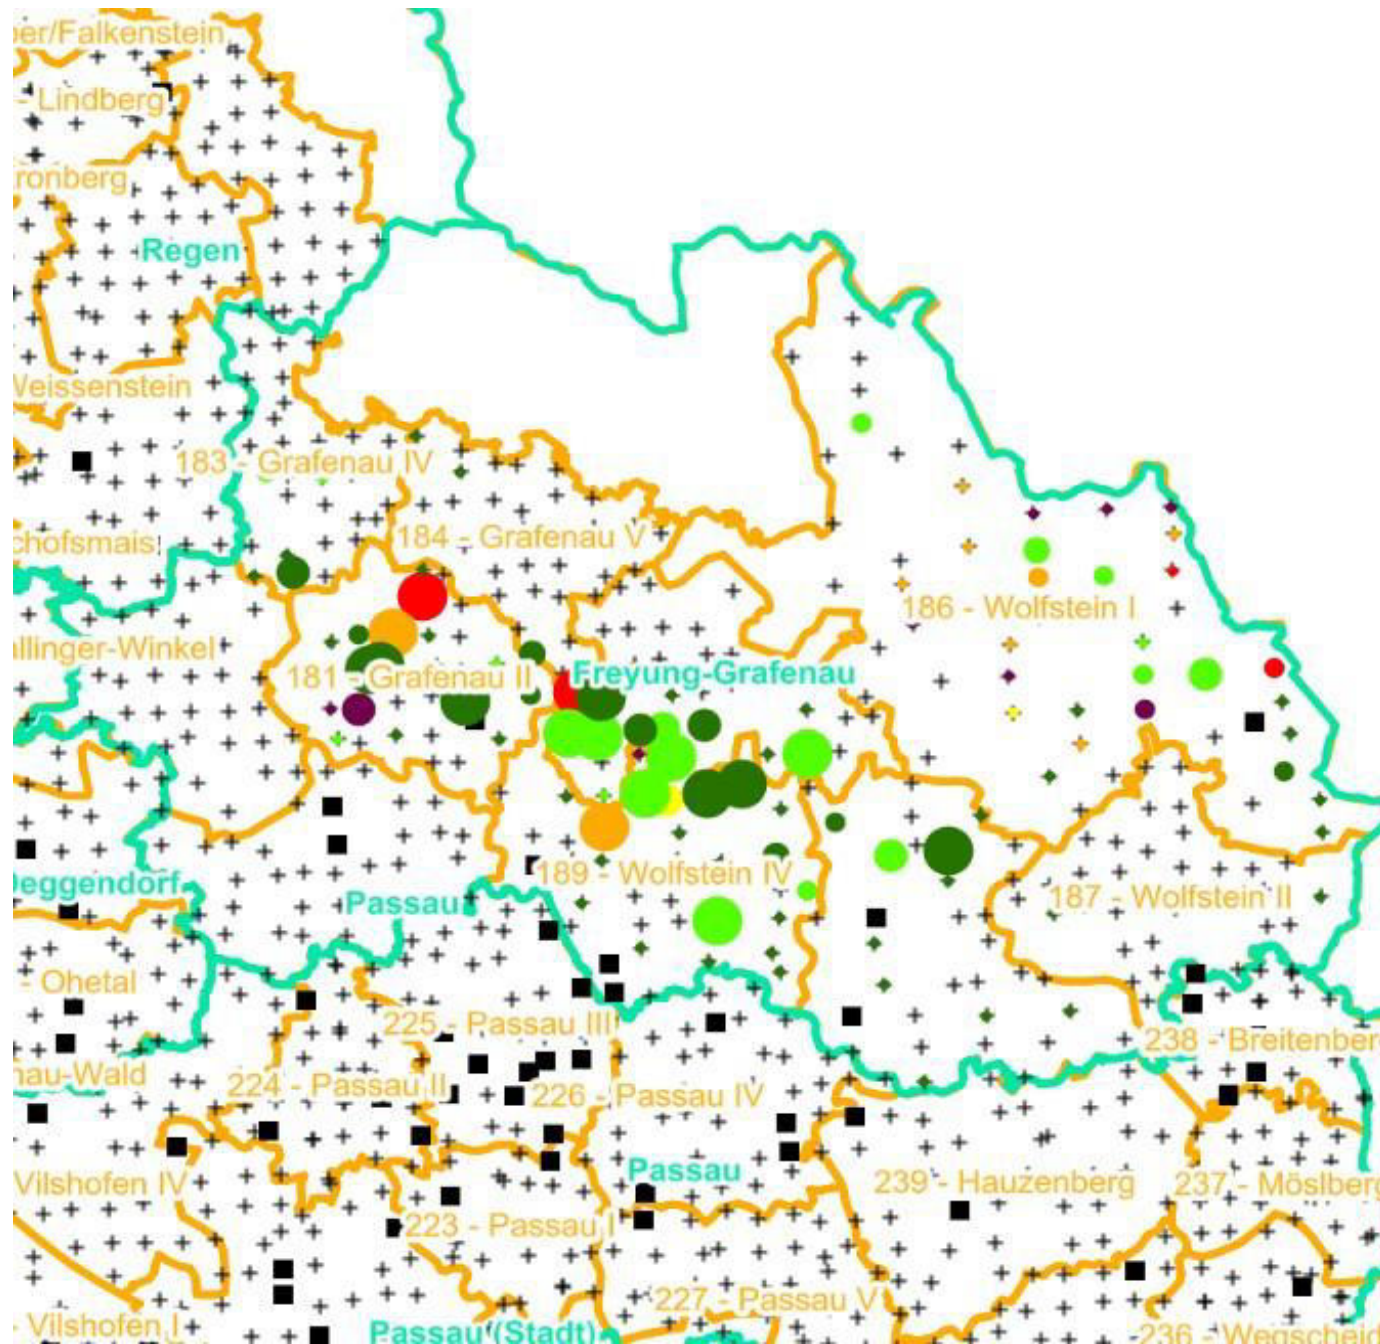 er/Falkenstein
- Lindberg
ronberg
Regen
Weissenstein
183 - Grafenau IV
184 - Grafenau V
chofsmais
186 - Wolfstein I
allinger-Winkel
181 - Grafenau II
Freyung-Grafenau
189 - Wolfstein IV
Deggendorf
187 - Wolfstein II
Passau
- Ohetal
225 - Passau III
238 - Breitenber
nau-Wald
224 - Passau II
226 - Passau IV
Passau
Vilshofen IV
239 - Hauzenberg
237 - Möslberg
223 - Passau I
227 - Passau V
- Vilshofen I
Passau (Stadt)
236 - Wegscheid